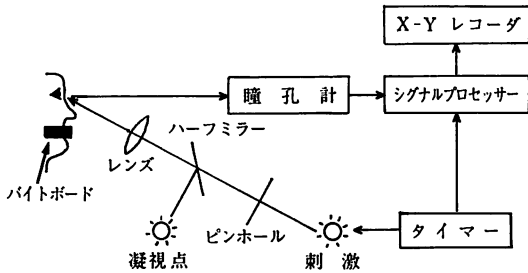 X-Yレコーダ
瞳孔計
シグナルプロセッサー
ハーフミラー
レンズ
バイトボード
ピンホール
タイマー
凝視点
刺激